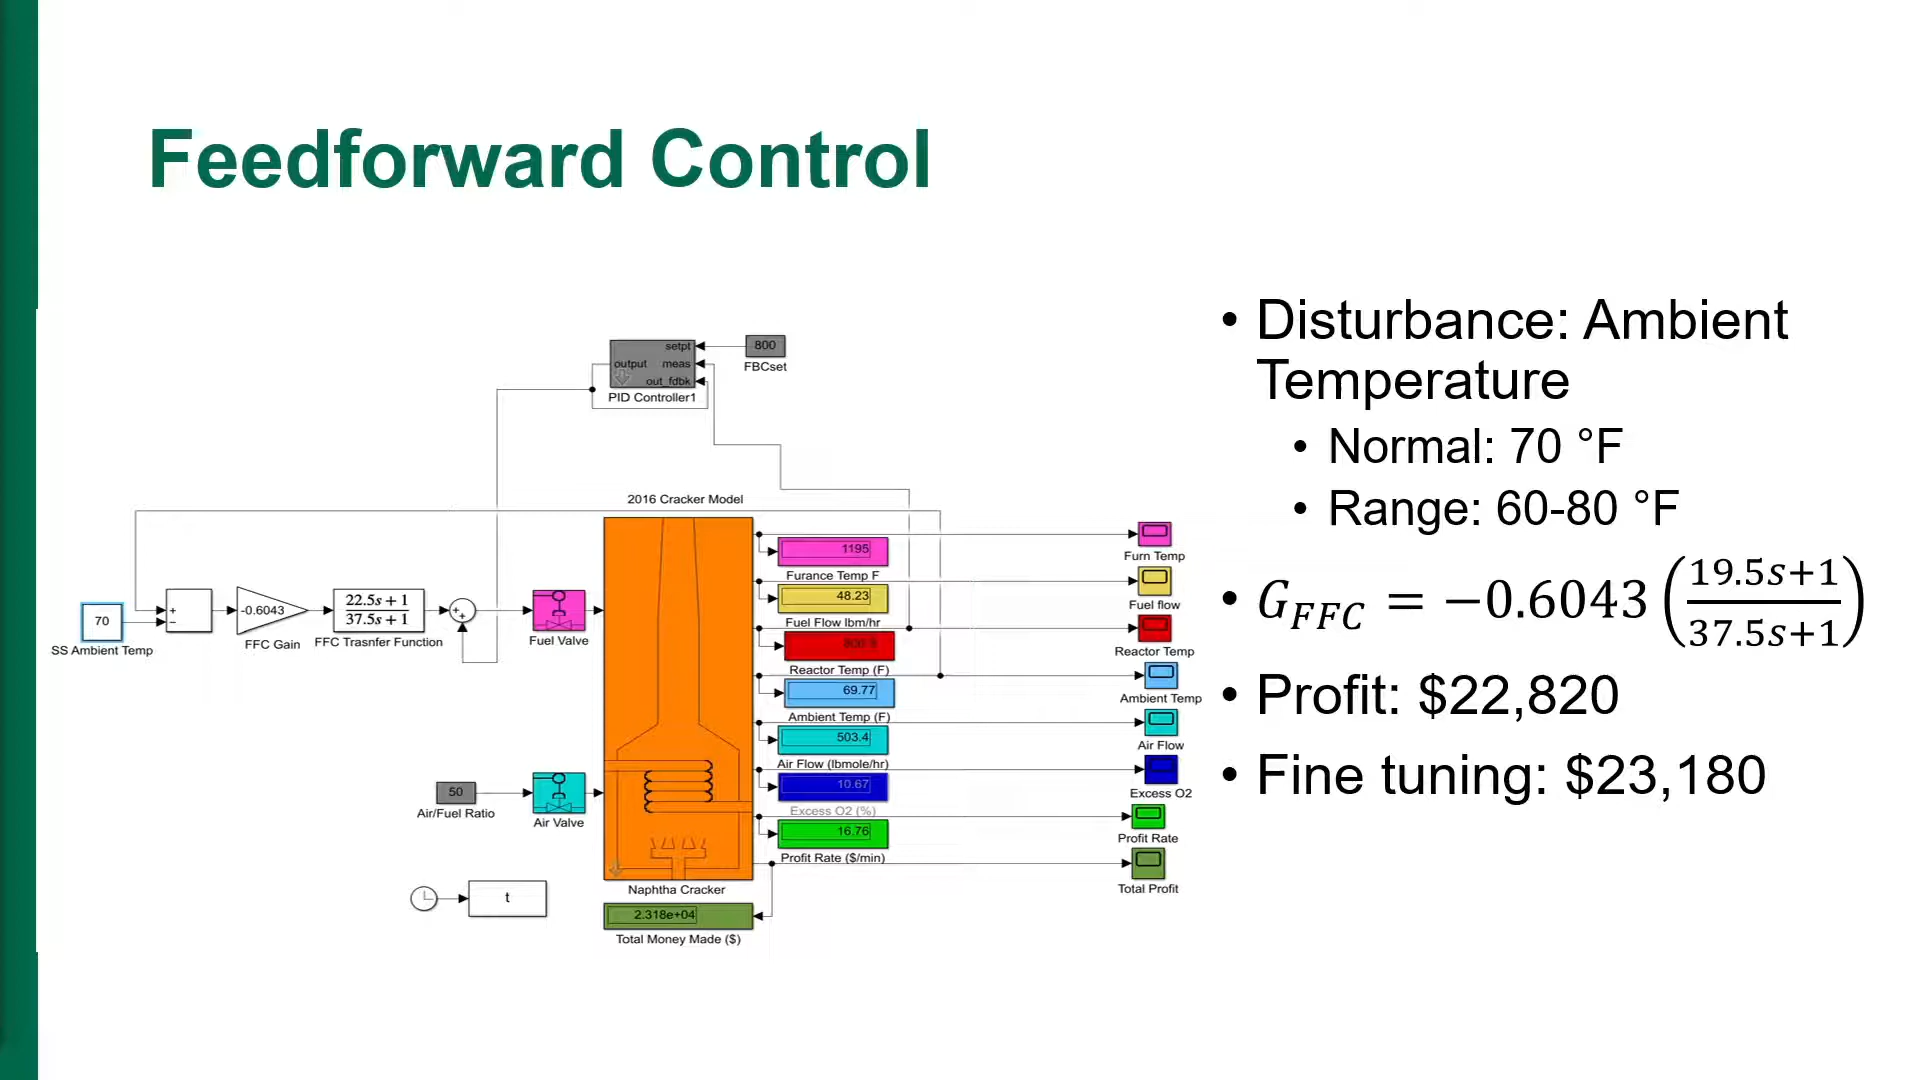 Feedforward Control
setpt
output
meas
out_fdbk
PID Controller1
800
FBCset
2016 Cracker Model
70
SS Ambient Temp
+
−
-0.6043
FFC Gain
22.5s + 1
37.5s + 1
FFC Trasnfer Function
+
+
Fuel Valve
50
Air/Fuel Ratio
Air Valve
t
Naphtha Cracker
2.318e+04
Total Money Made ($)
1195
Furance Temp F
48.23
Fuel Flow lbm/hr
Reactor Temp (F)
69.77
Ambient Temp (F)
503.4
Air Flow (lbmole/hr)
10.67
Excess O2 (%)
16.76
Profit Rate ($/min)
Furn Temp
Fuel flow
Reactor Temp
Ambient Temp
Air Flow
Excess O2
Profit Rate
Total Profit
• Disturbance: Ambient
Temperature
• Normal: 70 °F
• Range: 60-80 °F
• G_FFC = −0.6043 (19.5s+1 / 37.5s+1)
• Profit: $22,820
• Fine tuning: $23,180